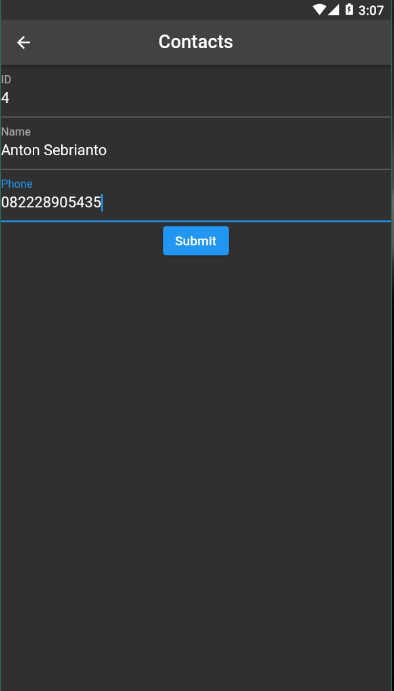 3:07
Contacts
ID
4
Name
Anton Sebrianto
Phone
082228905435
Submit